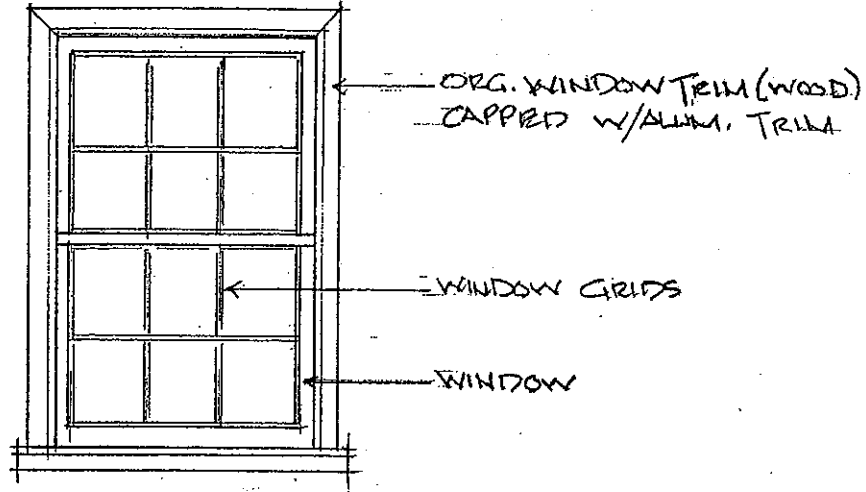 ORG. WINDOW TRIM (WOOD)
CAPPED W/ALUM. TRIM
WINDOW GRIDS
WINDOW